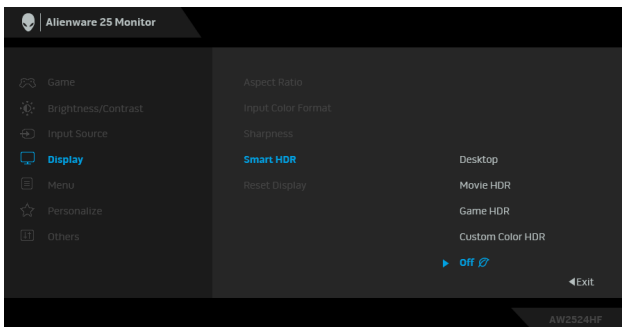 Alienware 25 Monitor
Game
Brightness/Contrast
Input Source
Display
Menu
Personalize
Others
Aspect Ratio
Input Color Format
Sharpness
Smart HDR
Reset Display
Desktop
Movie HDR
Game HDR
Custom Color HDR
Off
Exit
AW2524HF